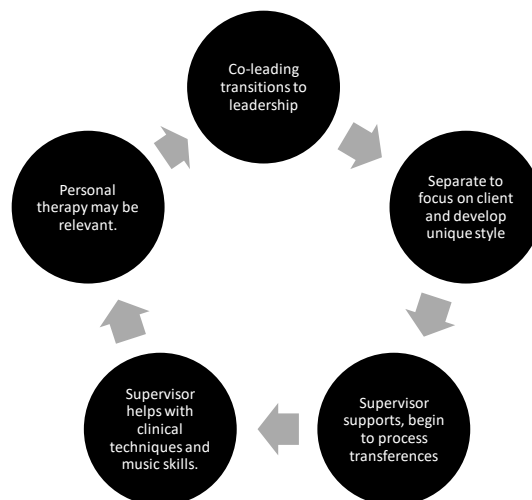 Co-leading
transitions to
leadership
Separate to
focus on client
and develop
unique style
Supervisor
supports, begin
to process
transferences
Supervisor
helps with
clinical
techniques and
music skills.
Personal
therapy may be
relevant.